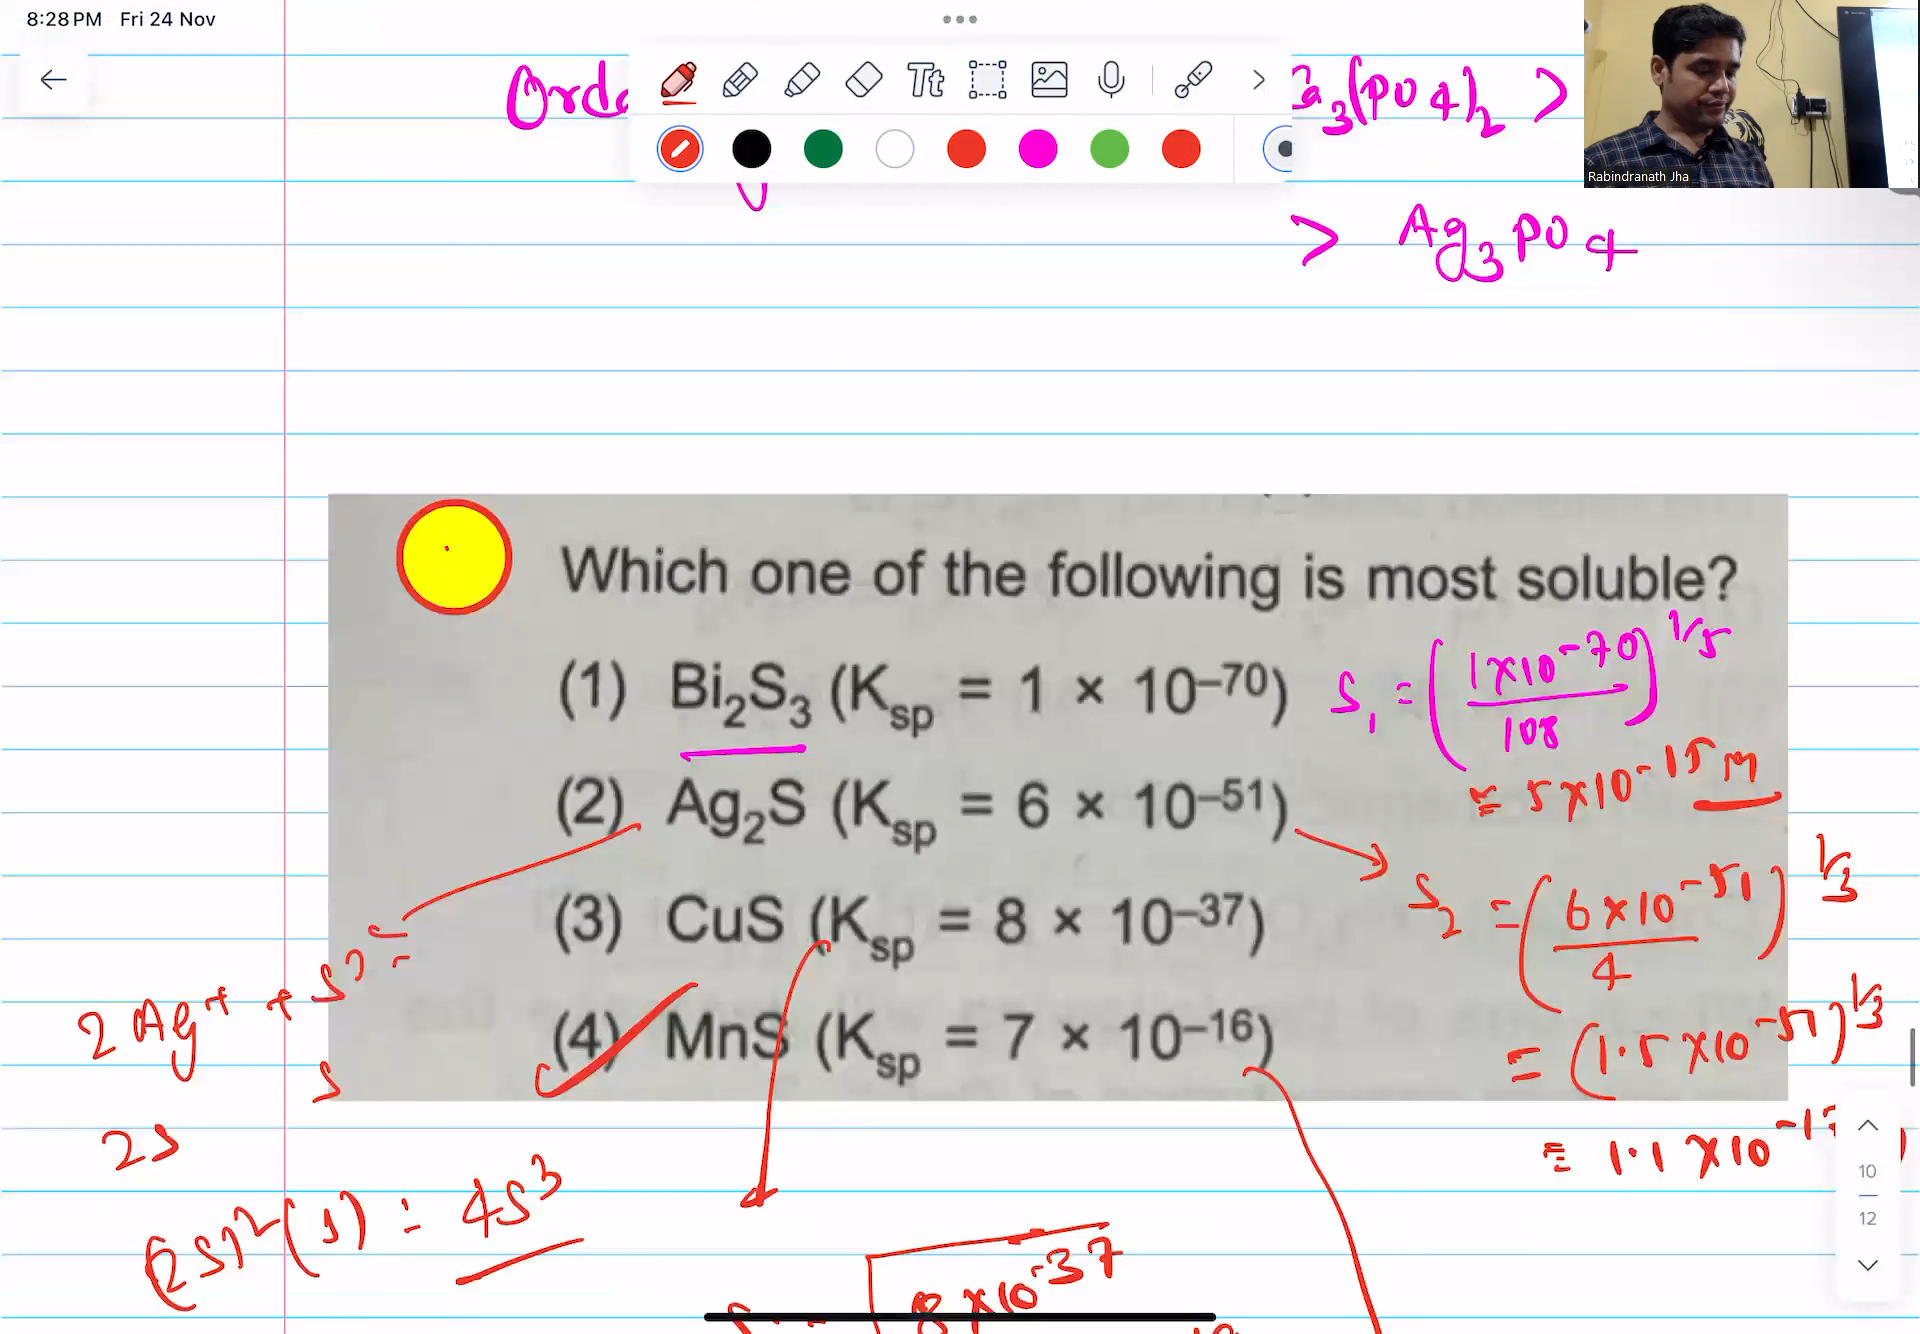 8:28 PM Fri 24 Nov
Tt
Ca₃(PO₄)₂ >
Rabindranath Jha
> Ag₃PO₄
Which one of the following is most soluble?
(1) Bi₂S₃ (Ksp = 1 × 10⁻⁷⁰)
S₁ = (1×10⁻⁷⁰/108)^1/5
= 5×10⁻¹⁵ M
(2) Ag₂S (Ksp = 6 × 10⁻⁵¹)
S₂ = (6×10⁻⁵¹/4)^1/3
(3) CuS (Ksp = 8 × 10⁻³⁷)
= (1.5×10⁻⁵¹)^1/3
(4) MnS (Ksp = 7 × 10⁻¹⁶)
= 1.1×10
2Ag⁺ + S²⁻
2s s
(2s)²(s) = 4s³
8×10⁻³⁷
10
12